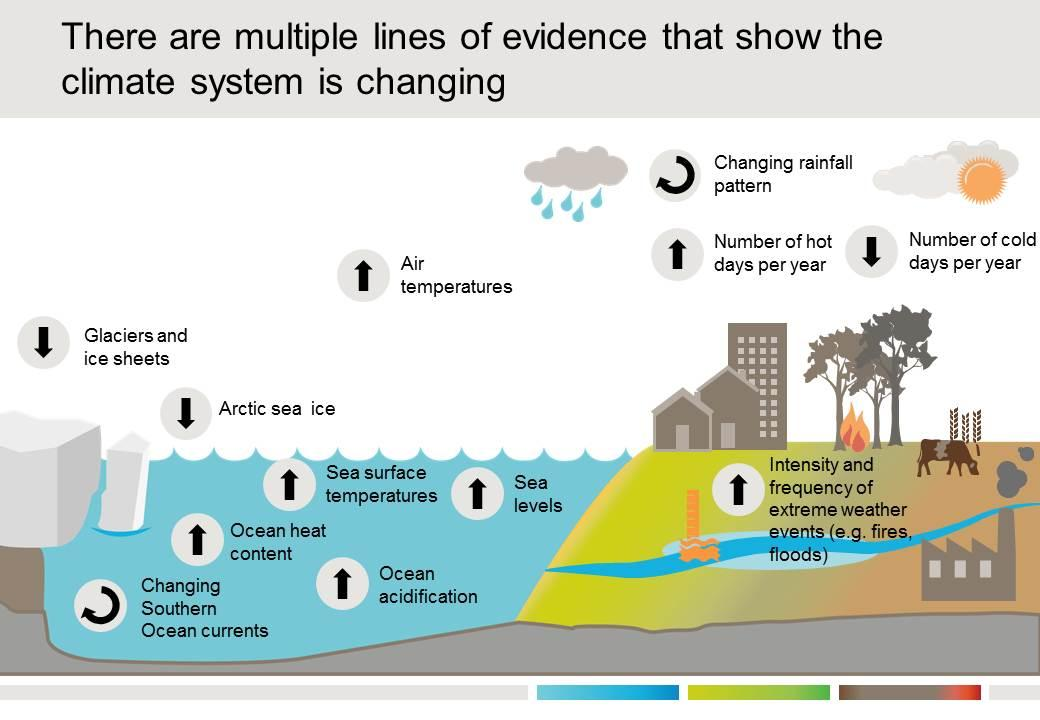 There are multiple lines of evidence that show the
climate system is changing
Changing rainfall
pattern
Number of hot
days per year
Number of cold
days per year
Air
temperatures
Glaciers and
ice sheets
Arctic sea ice
Sea surface
temperatures
Sea
levels
Intensity and
frequency of
extreme weather
events (e.g. fires,
floods)
Ocean heat
content
Ocean
acidification
Changing
Southern
Ocean currents